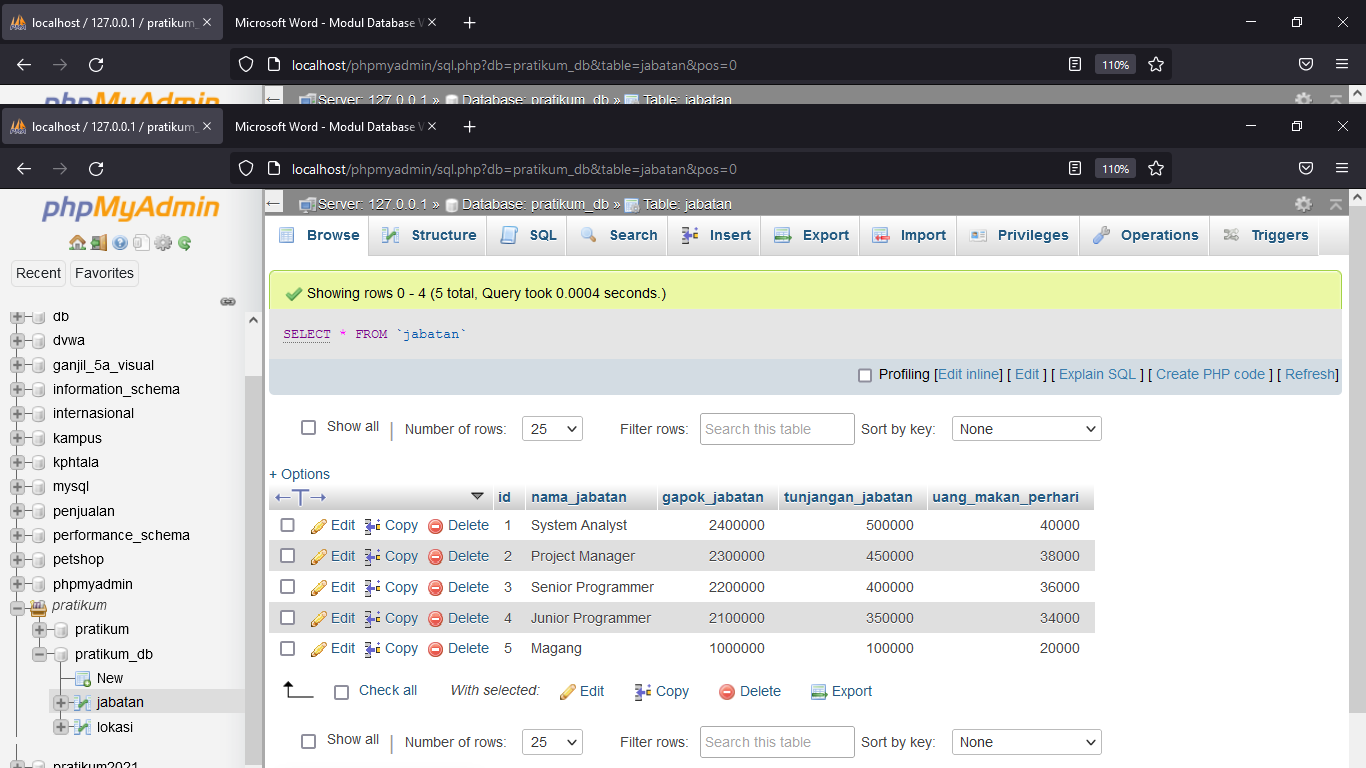 localhost / 127.0.0.1 / pratikum_ Microsoft Word - Modul Database
localhost/phpmyadmin/sql.php?db=pratikum_db&table=jabatan&pos=0 110%
phpMyAdmin Server: 127.0.0.1 » Database: pratikum_db » Table: jabatan
localhost / 127.0.0.1 / pratikum_ Microsoft Word - Modul Database
localhost/phpmyadmin/sql.php?db=pratikum_db&table=jabatan&pos=0 110%
phpMyAdmin
Recent Favorites
db
dvwa
ganjil_5a_visual
information_schema
internasional
kampus
kphtala
mysql
penjualan
performance_schema
petshop
phpmyadmin
pratikum
pratikum
pratikum_db
New
jabatan
lokasi
pratikum2021
Server: 127.0.0.1 » Database: pratikum_db » Table: jabatan
Browse Structure SQL Search Insert Export Import Privileges Operations Triggers
Showing rows 0 - 4 (5 total, Query took 0.0004 seconds.)
SELECT * FROM `jabatan`
Profiling [Edit inline] [ Edit ] [ Explain SQL ] [ Create PHP code ] [ Refresh]
Show all | Number of rows: 25 Filter rows: Search this table Sort by key: None
+ Options
←T→ id nama_jabatan gapok_jabatan tunjangan_jabatan uang_makan_perhari
Edit Copy Delete 1 System Analyst 2400000 500000 40000
Edit Copy Delete 2 Project Manager 2300000 450000 38000
Edit Copy Delete 3 Senior Programmer 2200000 400000 36000
Edit Copy Delete 4 Junior Programmer 2100000 350000 34000
Edit Copy Delete 5 Magang 1000000 100000 20000
Check all With selected: Edit Copy Delete Export
Show all | Number of rows: 25 Filter rows: Search this table Sort by key: None